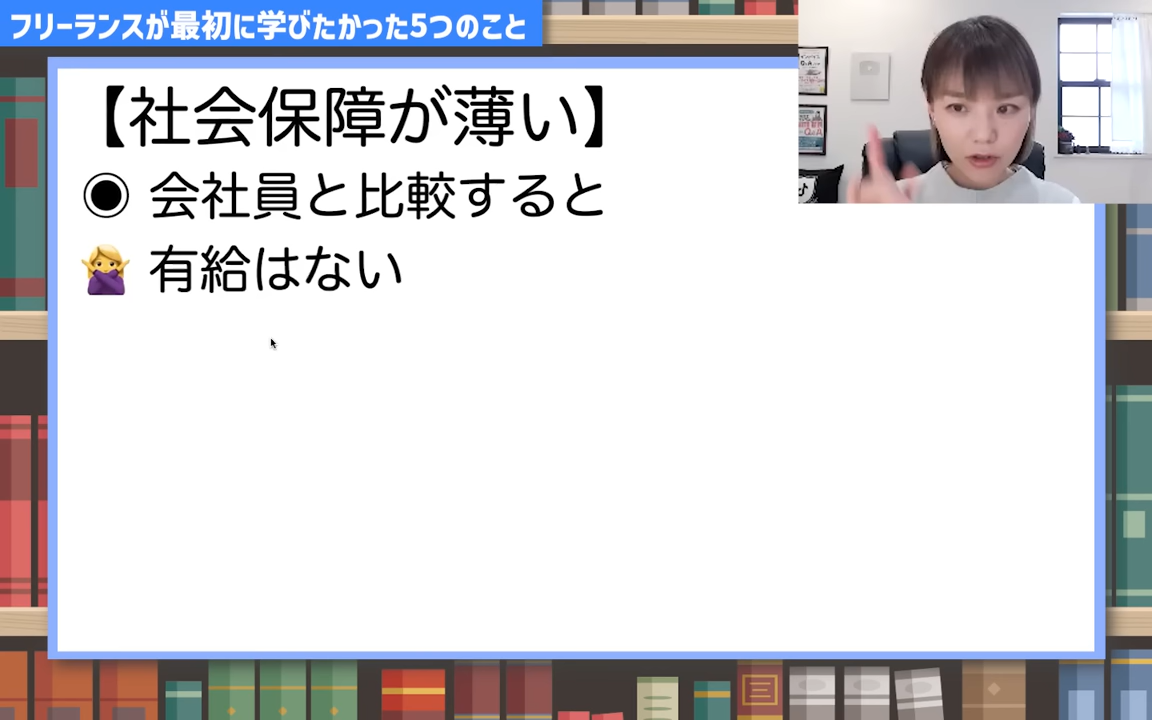 フリーランスが最初に学びたかった5つのこと
【社会保障が薄い】
◉ 会社員と比較すると
🙅‍♀️ 有給はない